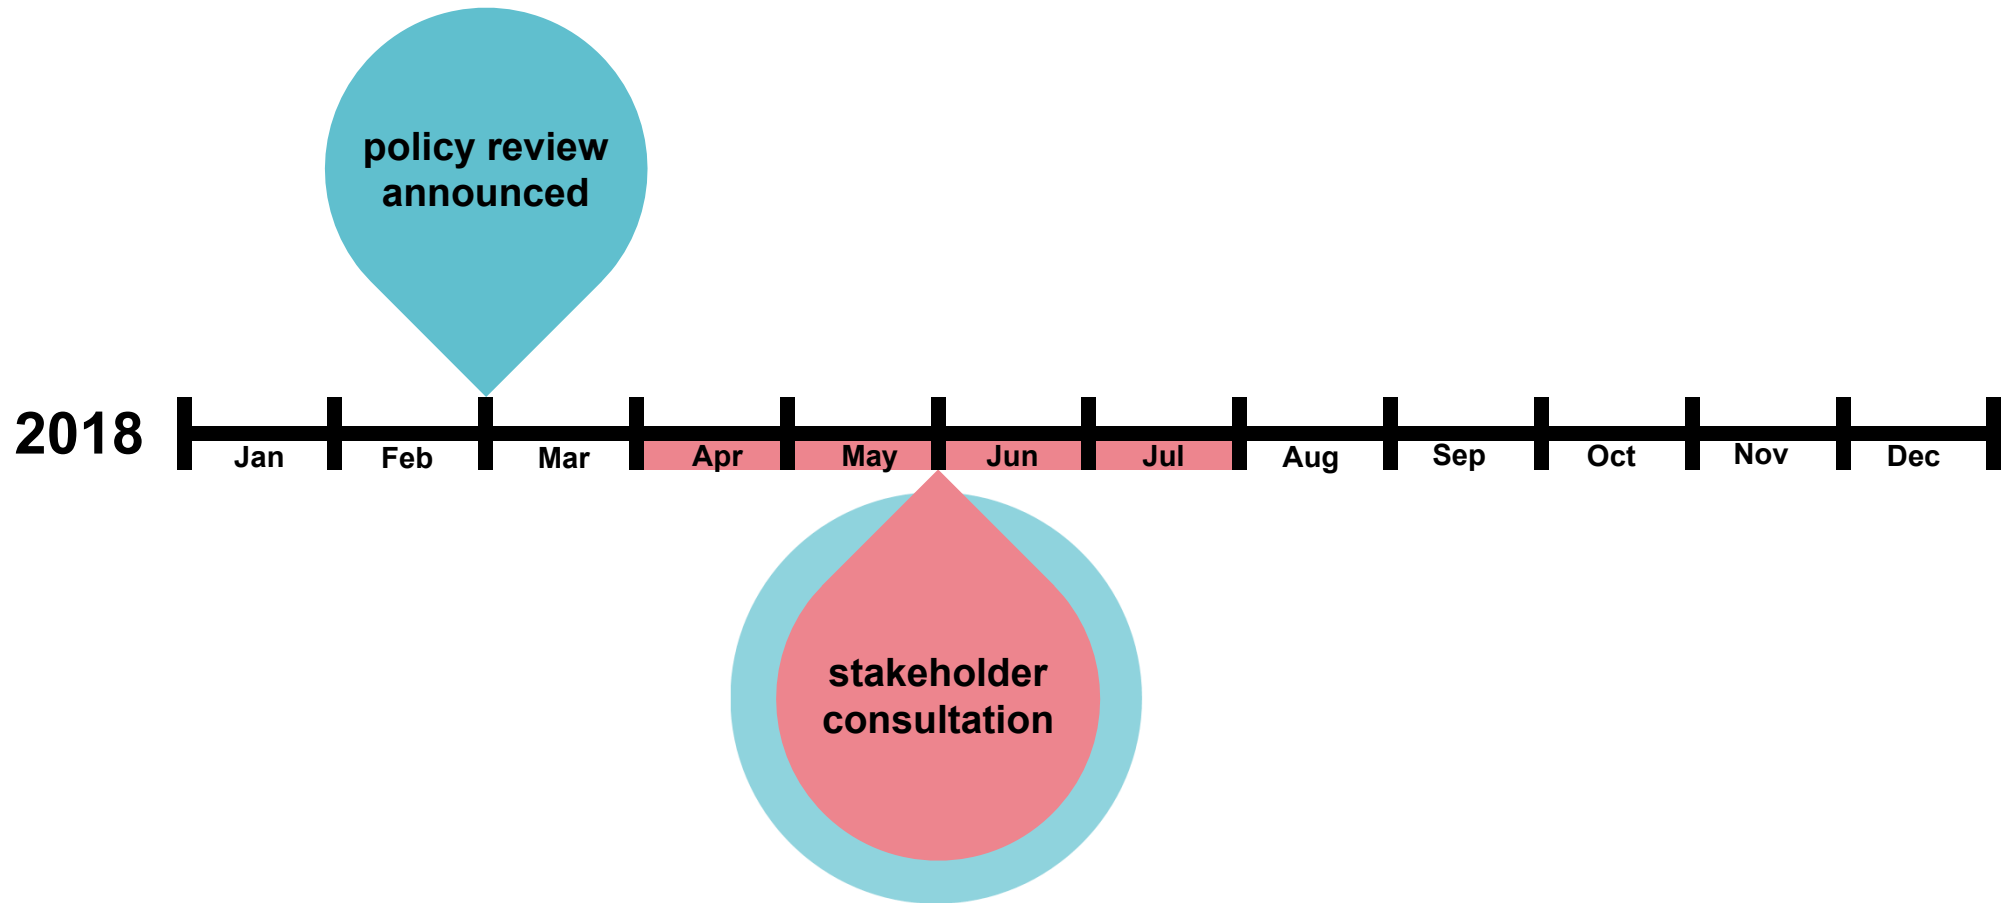 policy review
announced
2018
Jan Feb Mar Apr May Jun Jul Aug Sep Oct Nov Dec
stakeholder
consultation